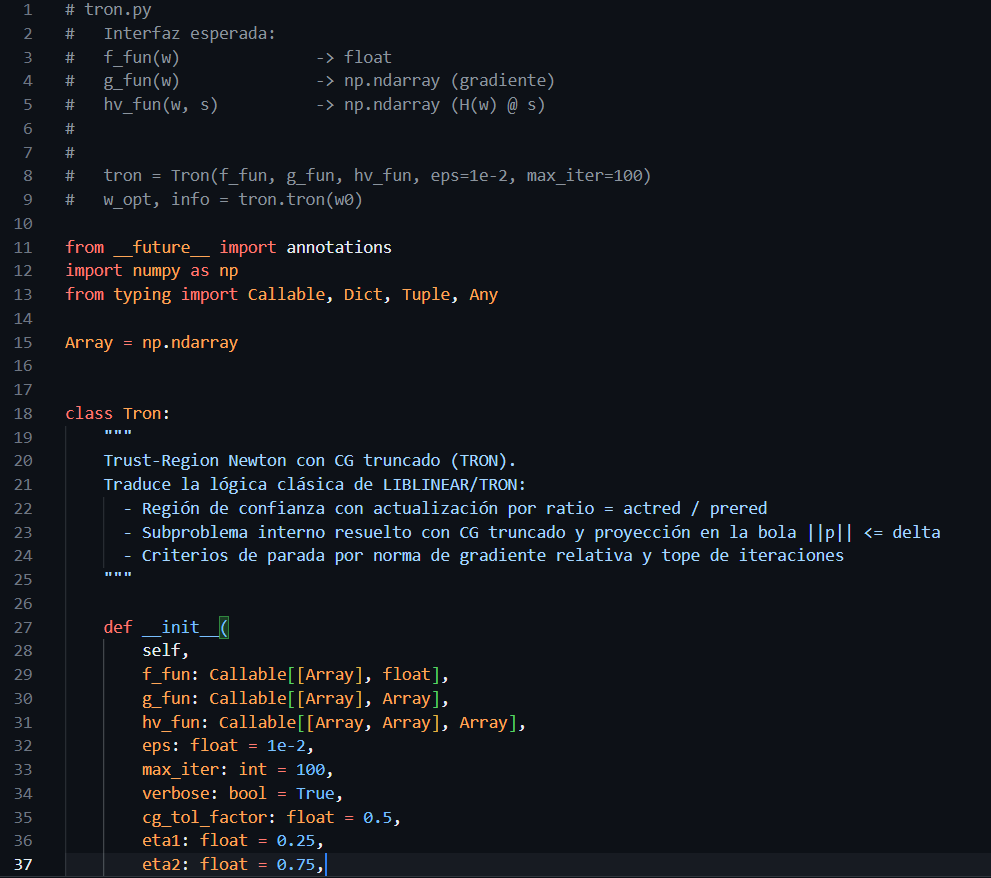 1 # tron.py
2 #   Interfaz esperada:
3 #   f_fun(w)              -> float
4 #   g_fun(w)              -> np.ndarray (gradiente)
5 #   hv_fun(w, s)          -> np.ndarray (H(w) @ s)
6 #
7 #
8 #   tron = Tron(f_fun, g_fun, hv_fun, eps=1e-2, max_iter=100)
9 #   w_opt, info = tron.tron(w0)
10
11 from __future__ import annotations
12 import numpy as np
13 from typing import Callable, Dict, Tuple, Any
14
15 Array = np.ndarray
16
17
18 class Tron:
19     """
20     Trust-Region Newton con CG truncado (TRON).
21     Traduce la lógica clásica de LIBLINEAR/TRON:
22       - Región de confianza con actualización por ratio = actred / prered
23       - Subproblema interno resuelto con CG truncado y proyección en la bola ||p|| <= delta
24       - Criterios de parada por norma de gradiente relativa y tope de iteraciones
25     """
26
27     def __init__(
28         self,
29         f_fun: Callable[[Array], float],
30         g_fun: Callable[[Array], Array],
31         hv_fun: Callable[[Array, Array], Array],
32         eps: float = 1e-2,
33         max_iter: int = 100,
34         verbose: bool = True,
35         cg_tol_factor: float = 0.5,
36         eta1: float = 0.25,
37         eta2: float = 0.75,